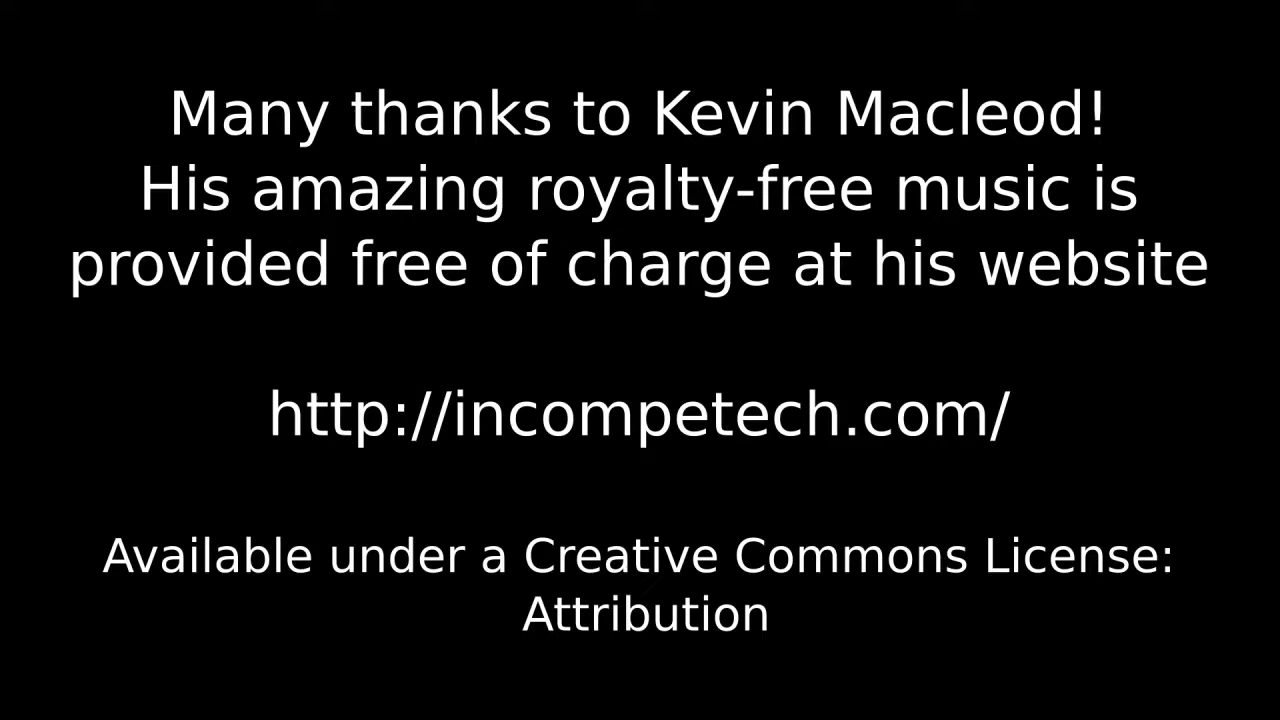 Many thanks to Kevin Macleod!
His amazing royalty-free music is
provided free of charge at his website
http://incompetech.com/
Available under a Creative Commons License:
Attribution